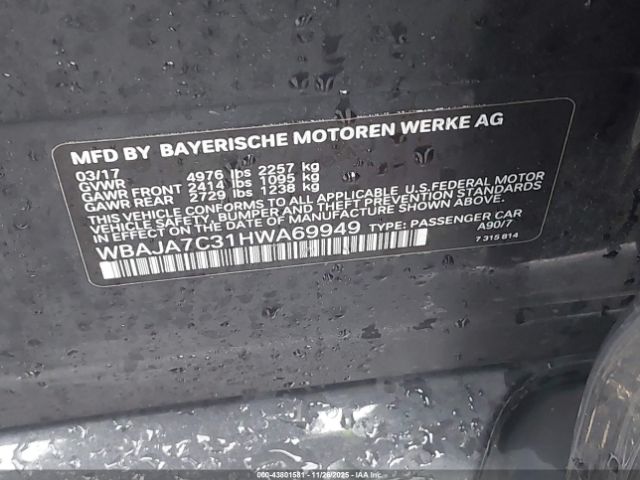 MFD BY BAYERISCHE MOTOREN WERKE AG
03/17
GVWR 4976 lbs 2257 kg
GAWR FRONT 2414 lbs 1095 kg
GAWR REAR 2729 lbs 1238 kg
THIS VEHICLE CONFORMS TO ALL APPLICABLE U.S.FEDERAL MOTOR
VEHICLE SAFETY, BUMPER AND THEFT PREVENTION STANDARDS
IN EFFECT ON THE DATE OF MANUFACTURE SHOWN ABOVE.
WBAJA7C31HWA69949 TYPE: PASSENGER CAR
A90/7
7 315 814
000-43801581 - 11/26/2025 - IAA Inc.